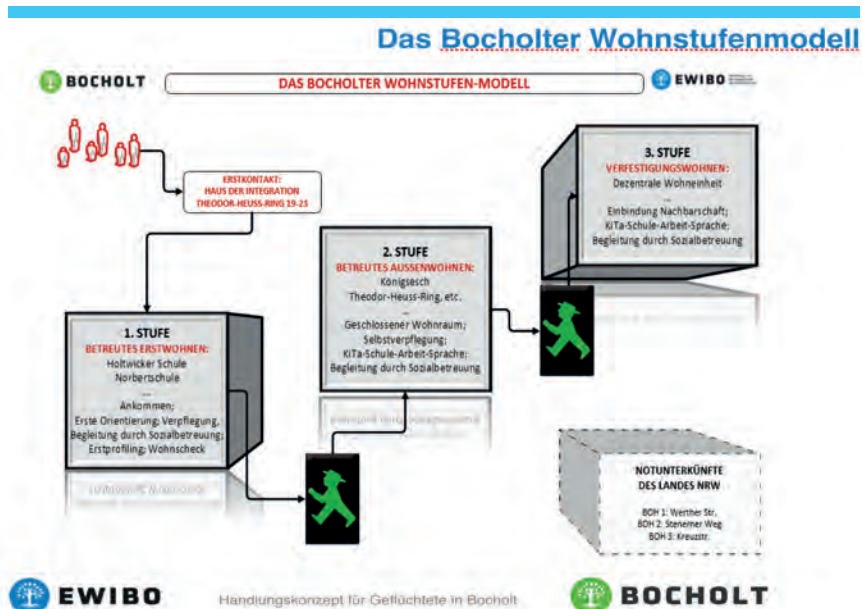 Das Bocholter Wohnstufenmodell
BOCHOLT
DAS BOCHOLTER WOHNSTUFEN-MODELL
EWIBO
ERSTKONTAKT:
HAUS DER INTEGRATION
THEODOR-HEUSS-RING 19-23
1. STUFE
BETREUTES ERSTWOHNEN:
Holtwicker Schule
Norbertschule
...
Ankommen;
Erste Orientierung; Verpflegung,
Begleitung durch Sozialbetreuung;
Erstprofiling; Wohnscheck
2. STUFE
BETREUTES AUSSENWOHNEN:
Königsesch
Theodor-Heuss-Ring, etc.
...
Geschlossener Wohnraum;
Selbstverpflegung;
KiTa-Schule-Arbeit-Sprache;
Begleitung durch Sozialbetreuung
3. STUFE
VERFESTIGUNGSWOHNEN:
Dezentrale Wohneinheit
...
Einbindung Nachbarschaft;
KiTa-Schule-Arbeit-Sprache;
Begleitung durch Sozialbetreuung
NOTUNTERKÜNFTE
DES LANDES NRW
BOH 1: Werther Str.
BOH 2: Stenerner Weg
BOH 3: Kreuzstr.
EWIBO
Handlungskonzept für Geflüchtete in Bocholt
BOCHOLT